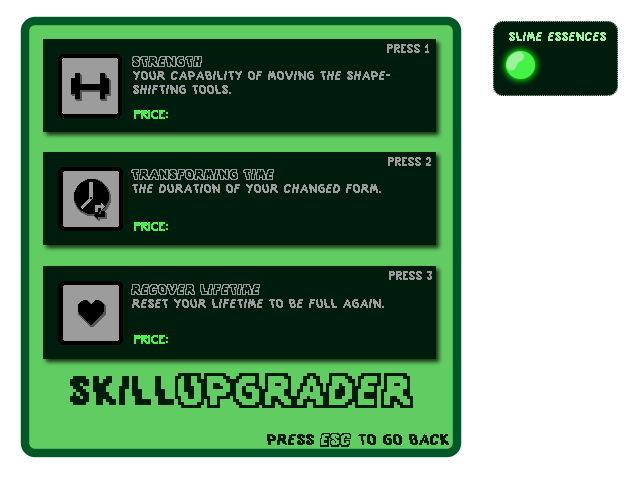 SLIME ESSENCES
PRESS 1
STRENGTH
YOUR CAPABILITY OF MOVING THE SHAPE-
SHIFTING TOOLS.
PRICE:
PRESS 2
TRANSFORMING TIME
THE DURATION OF YOUR CHANGED FORM.
PRICE:
PRESS 3
RECOVER LIFETIME
RESET YOUR LIFETIME TO BE FULL AGAIN.
PRICE:
SKILLUPGRADER
PRESS ESC TO GO BACK